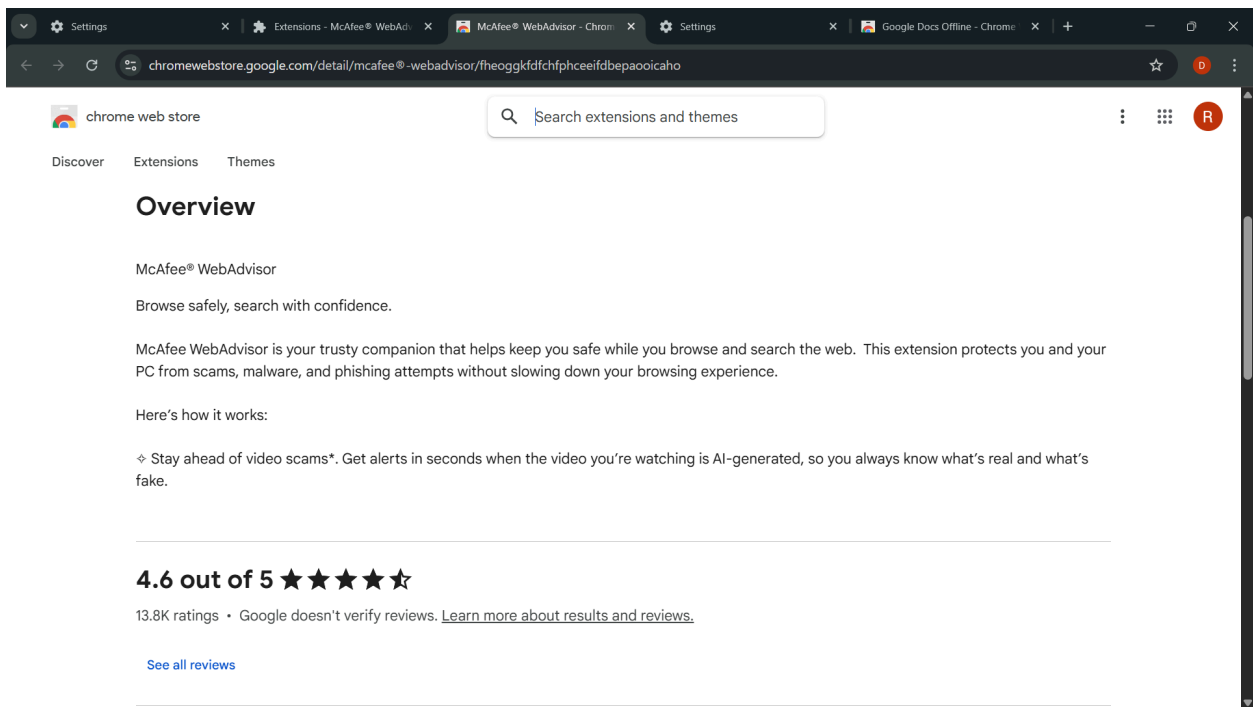 Settings
Extensions - McAfee® WebAdv
McAfee® WebAdvisor - Chrom
Settings
Google Docs Offline - Chrome
chromewebstore.google.com/detail/mcafee®-webadvisor/fheoggkfdfchfphceeifdbepaooicaho
D
chrome web store
Search extensions and themes
R
Discover Extensions Themes
Overview
McAfee® WebAdvisor
Browse safely, search with confidence.
McAfee WebAdvisor is your trusty companion that helps keep you safe while you browse and search the web. This extension protects you and your
PC from scams, malware, and phishing attempts without slowing down your browsing experience.
Here’s how it works:
✧ Stay ahead of video scams*. Get alerts in seconds when the video you’re watching is AI-generated, so you always know what’s real and what’s
fake.
4.6 out of 5
13.8K ratings • Google doesn't verify reviews. Learn more about results and reviews.
See all reviews